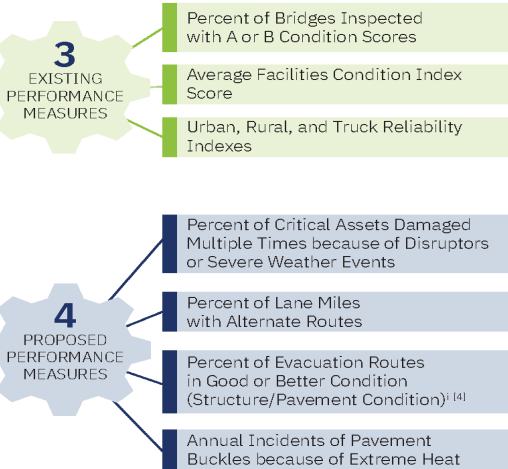 3
EXISTING
PERFORMANCE
MEASURES
Percent of Bridges Inspected
with A or B Condition Scores
Average Facilities Condition Index
Score
Urban, Rural, and Truck Reliability
Indexes
4
PROPOSED
PERFORMANCE
MEASURES
Percent of Critical Assets Damaged
Multiple Times because of Disruptors
or Severe Weather Events
Percent of Lane Miles
with Alternate Routes
Percent of Evacuation Routes
in Good or Better Condition
(Structure/Pavement Condition)i [4]
Annual Incidents of Pavement
Buckles because of Extreme Heat